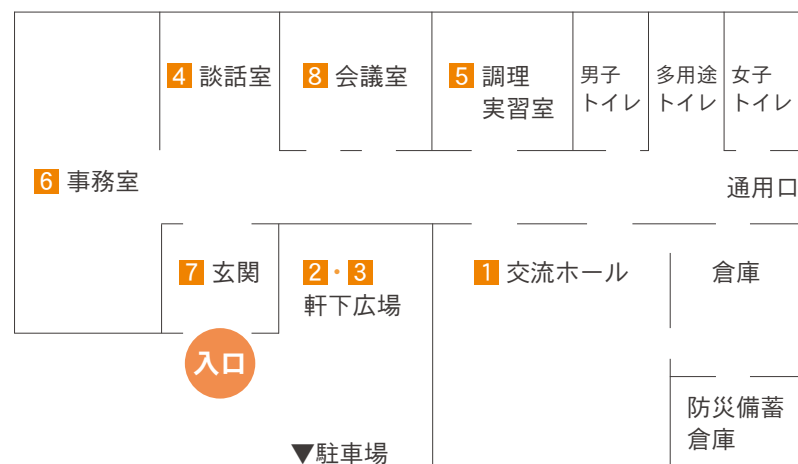 4 談話室
8 会議室
5 調理
実習室
男子
トイレ
多用途
トイレ
女子
トイレ
6 事務室
通用口
7 玄関
2・3
軒下広場
1 交流ホール
倉庫
入口
防災備蓄
倉庫
▼駐車場